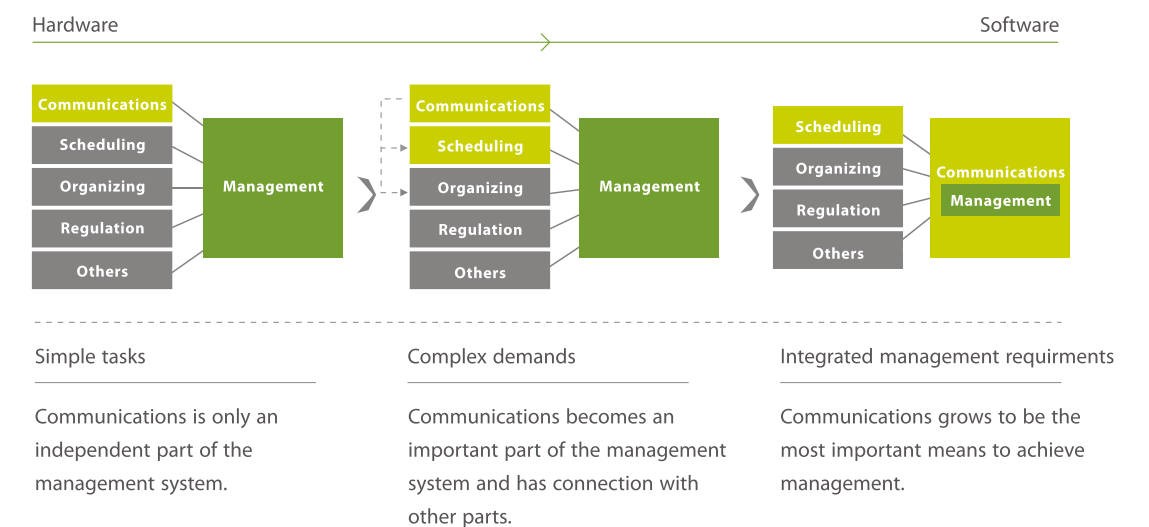 Hardware
Software
Communications
Scheduling
Organizing
Regulation
Others
Management
Communications
Scheduling
Organizing
Regulation
Others
Management
Scheduling
Organizing
Regulation
Others
Communications
Management
Simple tasks
Communications is only an
independent part of the
management system.
Complex demands
Communications becomes an
important part of the management
system and has connection with
other parts.
Integrated management requirments
Communications grows to be the
most important means to achieve
management.